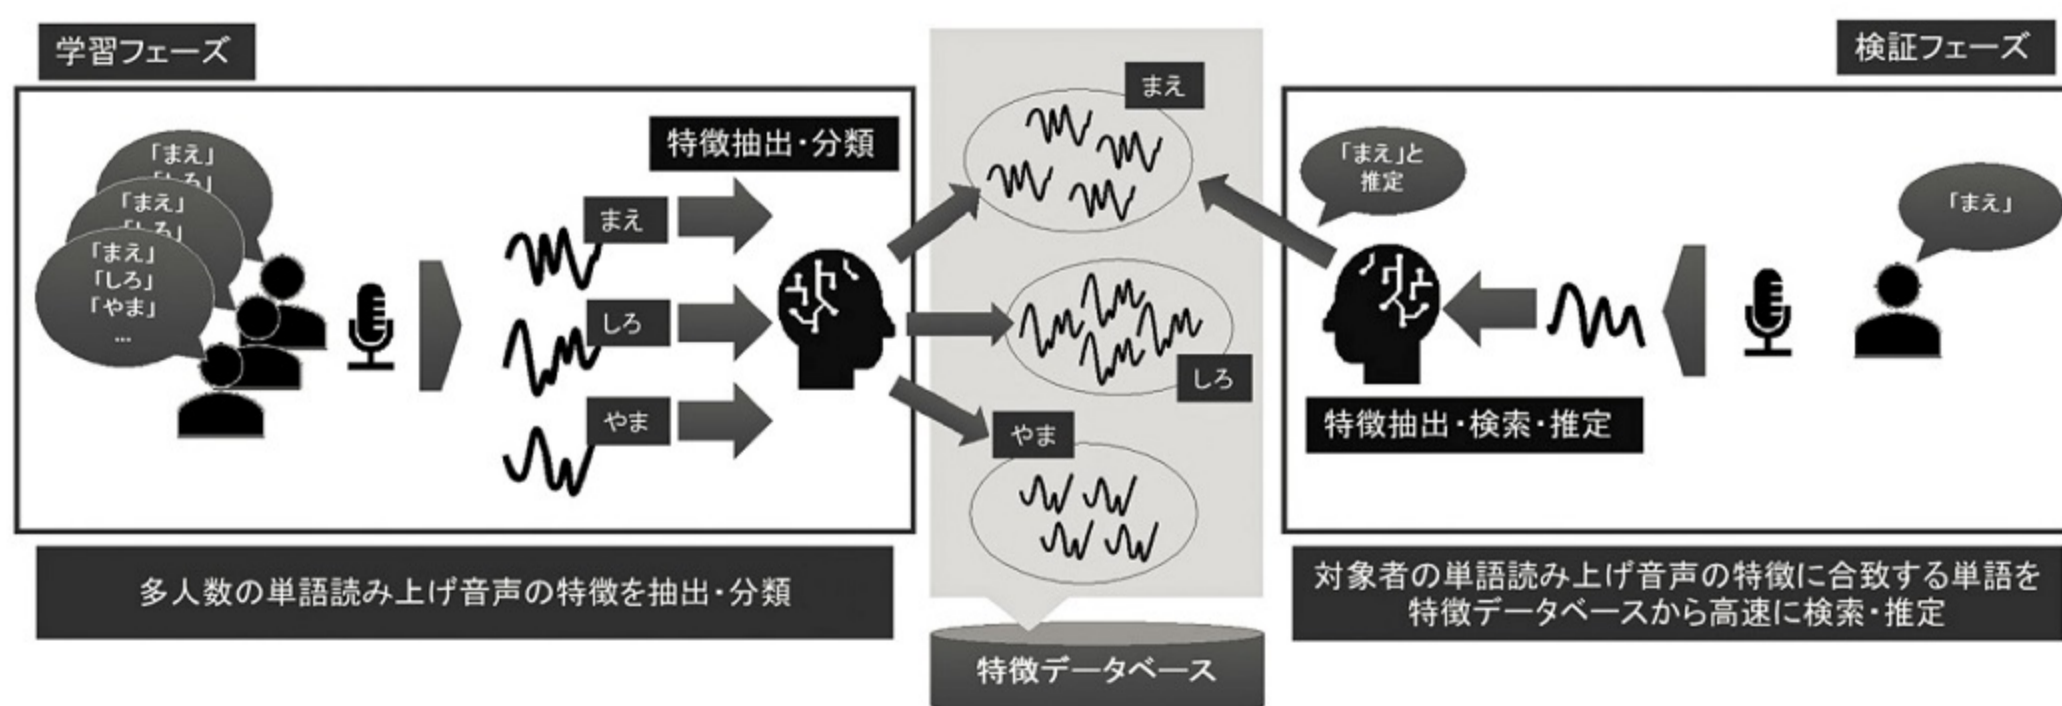 学習フェーズ
「まえ」
「しろ」
「まえ」
「しろ」
「まえ」
「しろ」
「やま」
...
特徴抽出・分類
まえ
しろ
やま
多人数の単語読み上げ音声の特徴を抽出・分類
まえ
しろ
やま
特徴データベース
検証フェーズ
「まえ」と
推定
「まえ」
特徴抽出・検索・推定
対象者の単語読み上げ音声の特徴に合致する単語を
特徴データベースから高速に検索・推定